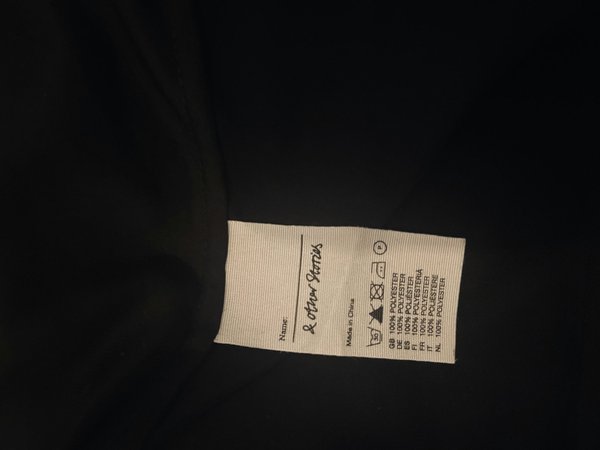 Name:
& Other Stories
Made in China
30
P
GB 100% POLYESTER
DE 100% POLYESTER
ES 100% POLIÉSTER
FI 100% POLYESTERIÄ
FR 100% POLYESTER
IT 100% POLIESTERE
NL 100% POLYESTER